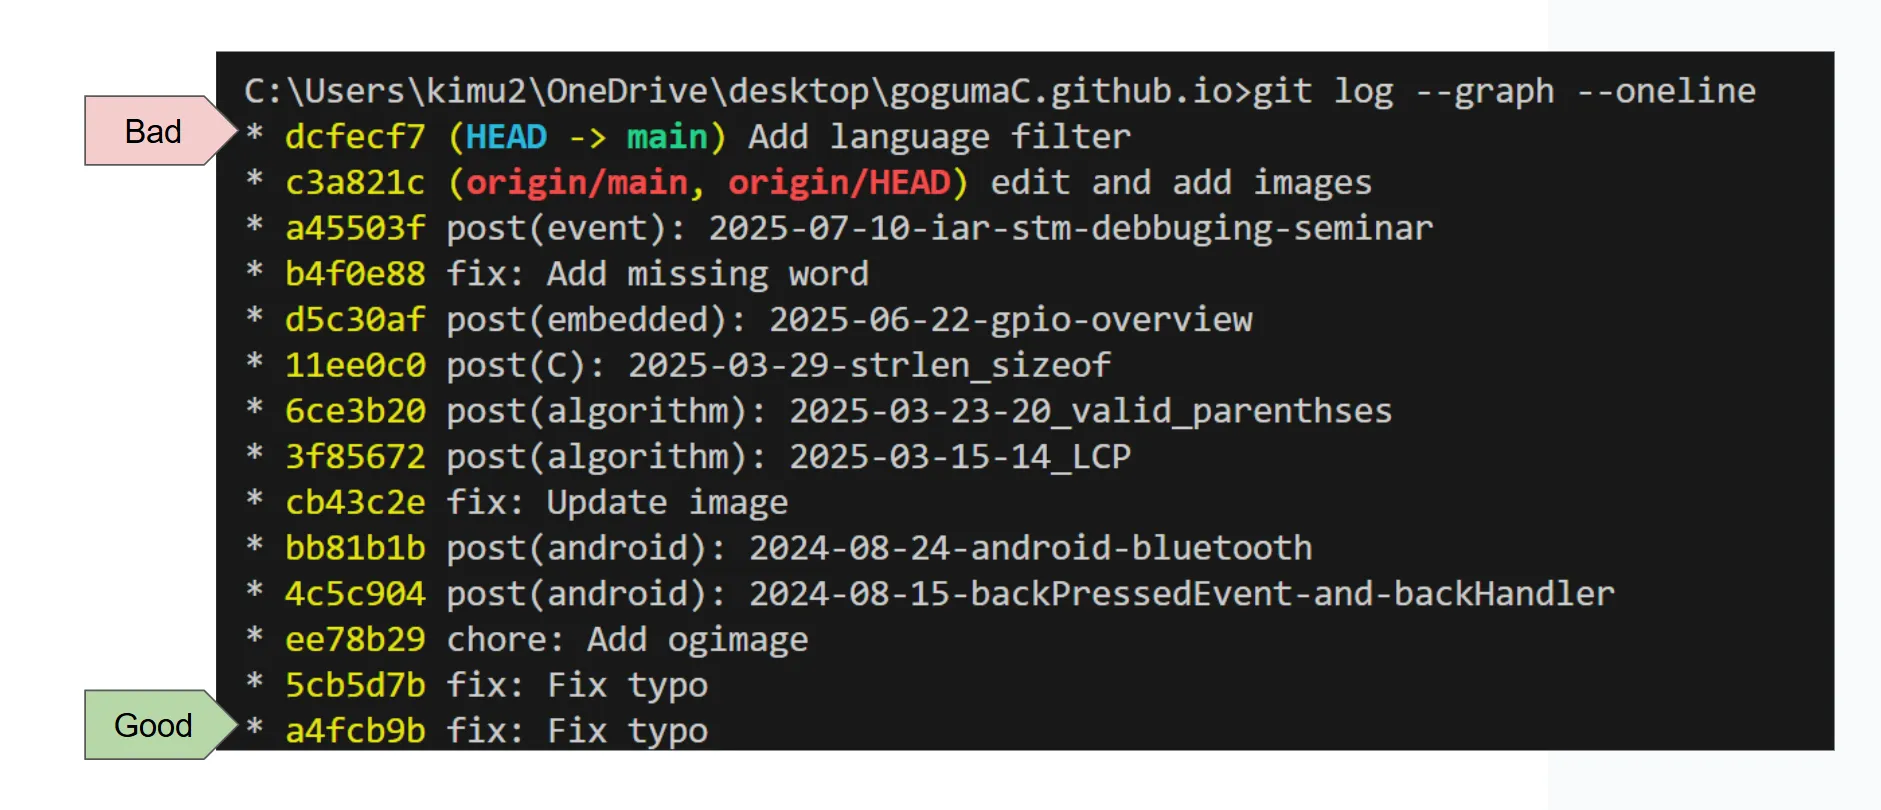 C:\Users\kimu2\OneDrive\desktop\gogumaC.github.io>git log --graph --oneline
Bad
* dcfecf7 (HEAD -> main) Add language filter
* c3a821c (origin/main, origin/HEAD) edit and add images
* a45503f post(event): 2025-07-10-iar-stm-debbuging-seminar
* b4f0e88 fix: Add missing word
* d5c30af post(embedded): 2025-06-22-gpio-overview
* 11ee0c0 post(C): 2025-03-29-strlen_sizeof
* 6ce3b20 post(algorithm): 2025-03-23-20_valid_parenthses
* 3f85672 post(algorithm): 2025-03-15-14_LCP
* cb43c2e fix: Update image
* bb81b1b post(android): 2024-08-24-android-bluetooth
* 4c5c904 post(android): 2024-08-15-backPressedEvent-and-backHandler
* ee78b29 chore: Add ogimage
* 5cb5d7b fix: Fix typo
Good
* a4fcb9b fix: Fix typo